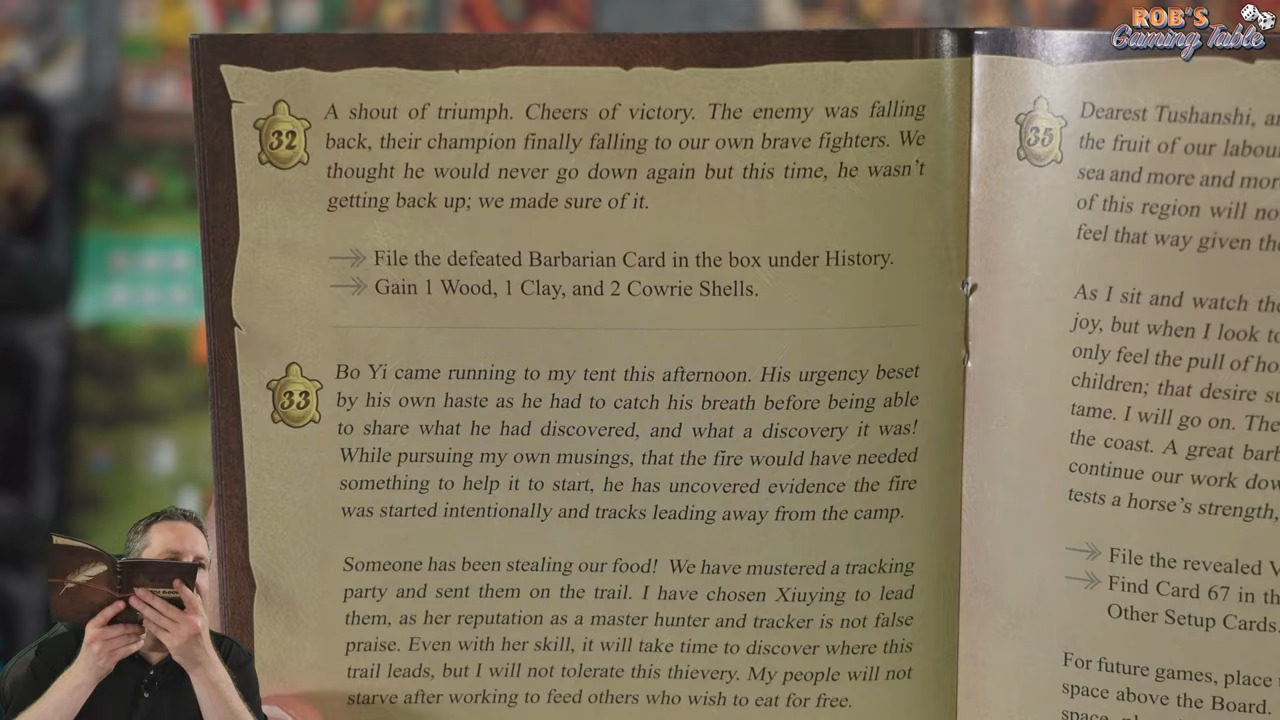 ROB'S
Gaming Table
32
A shout of triumph. Cheers of victory. The enemy was falling
back, their champion finally falling to our own brave fighters. We
thought he would never go down again but this time, he wasn't
getting back up; we made sure of it.
File the defeated Barbarian Card in the box under History.
Gain 1 Wood, 1 Clay, and 2 Cowrie Shells.
33
Bo Yi came running to my tent this afternoon. His urgency beset
by his own haste as he had to catch his breath before being able
to share what he had discovered, and what a discovery it was!
While pursuing my own musings, that the fire would have needed
something to help it to start, he has uncovered evidence the fire
was started intentionally and tracks leading away from the camp.
Someone has been stealing our food! We have mustered a tracking
party and sent them on the trail. I have chosen Xiuying to lead
them, as her reputation as a master hunter and tracker is not false
praise. Even with her skill, it will take time to discover where this
trail leads, but I will not tolerate this thievery. My people will not
starve after working to feed others who wish to eat for free.
35
Dearest Tushanshi,
the fruit of our
sea and more and
of this region will
feel that way given
As I sit and watch
joy, but when I look
only feel the pull of
children; that desire
tame. I will go on.
the coast. A great
continue our work
tests a horse's strength,
File the revealed
Find Card 67 in
Other Setup Cards.
For future games, place
space above the Board.